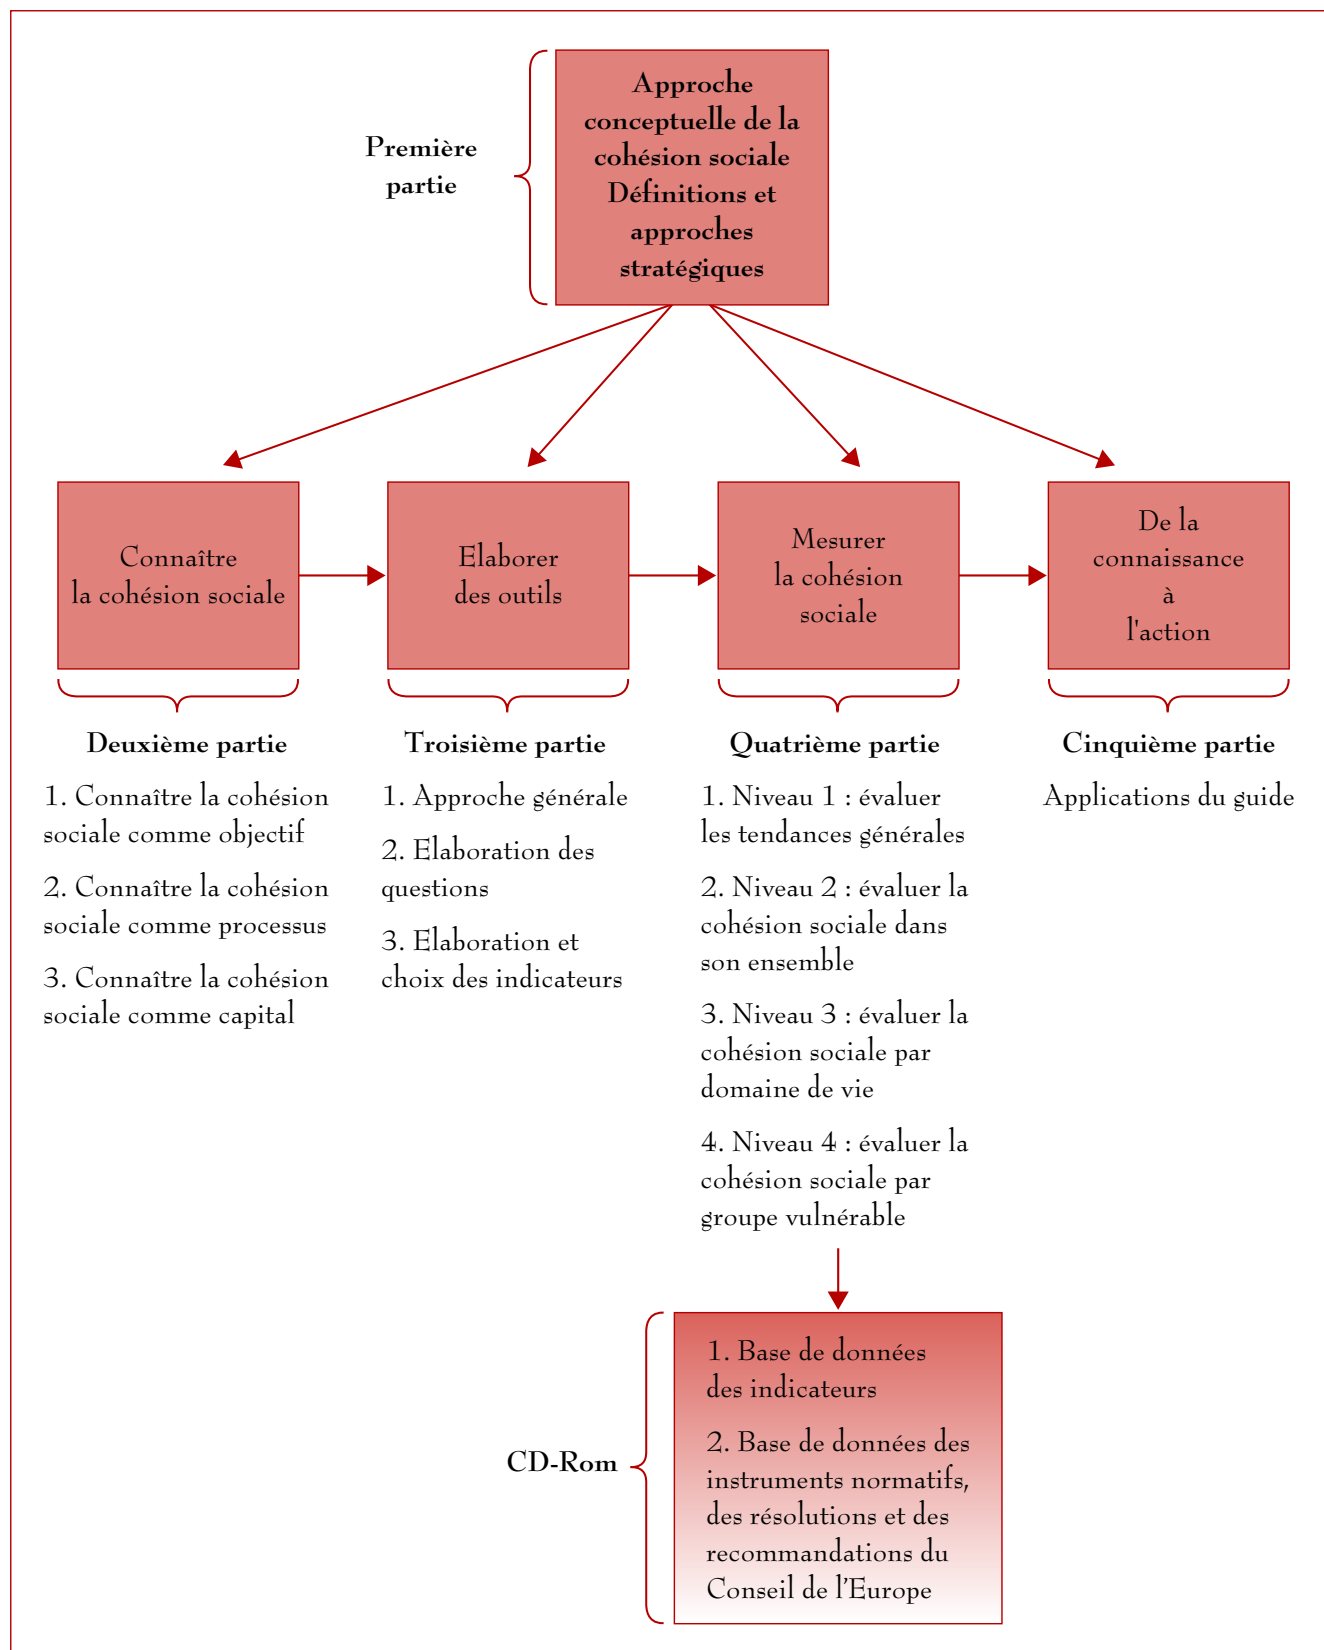 Première
partie
Approche
conceptuelle de la
cohésion sociale
Définitions et
approches
stratégiques
Connaître
la cohésion sociale
Elaborer
des outils
Mesurer
la cohésion
sociale
De la
connaissance
à
l'action
Deuxième partie
1. Connaître la cohésion
sociale comme objectif
2. Connaître la cohésion
sociale comme processus
3. Connaître la cohésion
sociale comme capital
Troisième partie
1. Approche générale
2. Elaboration des
questions
3. Elaboration et
choix des indicateurs
Quatrième partie
1. Niveau 1 : évaluer
les tendances générales
2. Niveau 2 : évaluer la
cohésion sociale dans
son ensemble
3. Niveau 3 : évaluer la
cohésion sociale par
domaine de vie
4. Niveau 4 : évaluer la
cohésion sociale par
groupe vulnérable
Cinquième partie
Applications du guide
CD-Rom
1. Base de données
des indicateurs
2. Base de données des
instruments normatifs,
des résolutions et des
recommandations du
Conseil de l'Europe